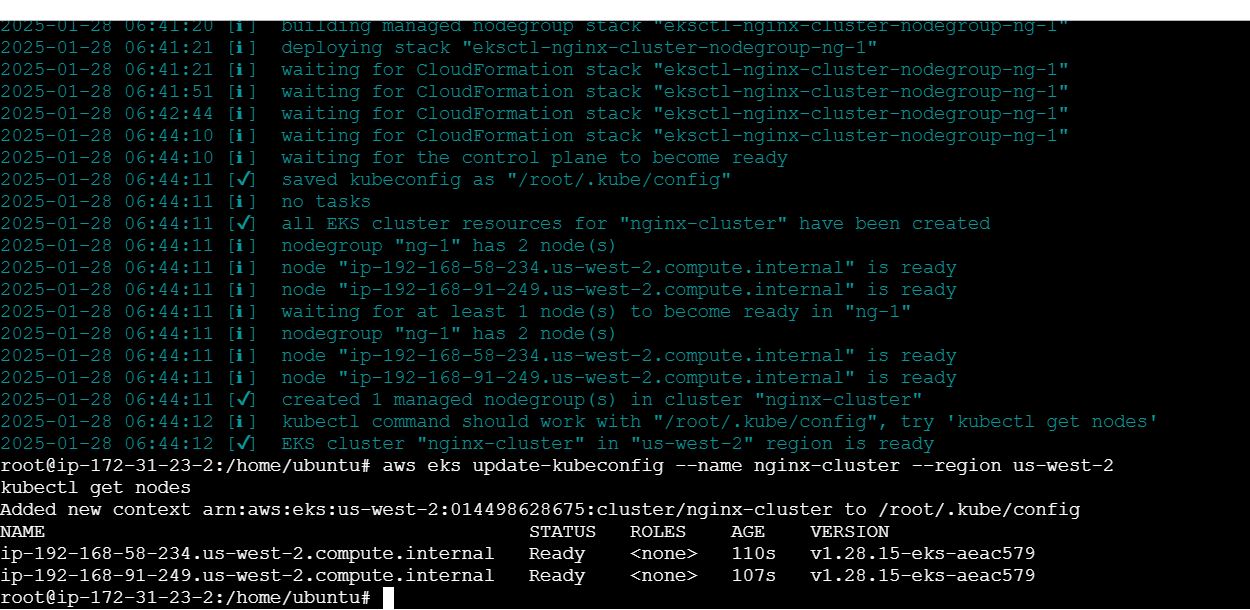 2025-01-28 06:41:20 [ℹ]  building managed nodegroup stack "eksctl-nginx-cluster-nodegroup-ng-1"
2025-01-28 06:41:21 [ℹ]  deploying stack "eksctl-nginx-cluster-nodegroup-ng-1"
2025-01-28 06:41:21 [ℹ]  waiting for CloudFormation stack "eksctl-nginx-cluster-nodegroup-ng-1"
2025-01-28 06:41:51 [ℹ]  waiting for CloudFormation stack "eksctl-nginx-cluster-nodegroup-ng-1"
2025-01-28 06:42:44 [ℹ]  waiting for CloudFormation stack "eksctl-nginx-cluster-nodegroup-ng-1"
2025-01-28 06:44:10 [ℹ]  waiting for CloudFormation stack "eksctl-nginx-cluster-nodegroup-ng-1"
2025-01-28 06:44:10 [ℹ]  waiting for the control plane to become ready
2025-01-28 06:44:11 [✔]  saved kubeconfig as "/root/.kube/config"
2025-01-28 06:44:11 [ℹ]  no tasks
2025-01-28 06:44:11 [✔]  all EKS cluster resources for "nginx-cluster" have been created
2025-01-28 06:44:11 [ℹ]  nodegroup "ng-1" has 2 node(s)
2025-01-28 06:44:11 [ℹ]  node "ip-192-168-58-234.us-west-2.compute.internal" is ready
2025-01-28 06:44:11 [ℹ]  node "ip-192-168-91-249.us-west-2.compute.internal" is ready
2025-01-28 06:44:11 [ℹ]  waiting for at least 1 node(s) to become ready in "ng-1"
2025-01-28 06:44:11 [ℹ]  nodegroup "ng-1" has 2 node(s)
2025-01-28 06:44:11 [ℹ]  node "ip-192-168-58-234.us-west-2.compute.internal" is ready
2025-01-28 06:44:11 [ℹ]  node "ip-192-168-91-249.us-west-2.compute.internal" is ready
2025-01-28 06:44:11 [✔]  created 1 managed nodegroup(s) in cluster "nginx-cluster"
2025-01-28 06:44:12 [ℹ]  kubectl command should work with "/root/.kube/config", try 'kubectl get nodes'
2025-01-28 06:44:12 [✔]  EKS cluster "nginx-cluster" in "us-west-2" region is ready
root@ip-172-31-23-2:/home/ubuntu# aws eks update-kubeconfig --name nginx-cluster --region us-west-2
kubectl get nodes
Added new context arn:aws:eks:us-west-2:014498628675:cluster/nginx-cluster to /root/.kube/config
NAME                                           STATUS   ROLES    AGE    VERSION
ip-192-168-58-234.us-west-2.compute.internal   Ready    <none>   110s   v1.28.15-eks-aeac579
ip-192-168-91-249.us-west-2.compute.internal   Ready    <none>   107s   v1.28.15-eks-aeac579
root@ip-172-31-23-2:/home/ubuntu#